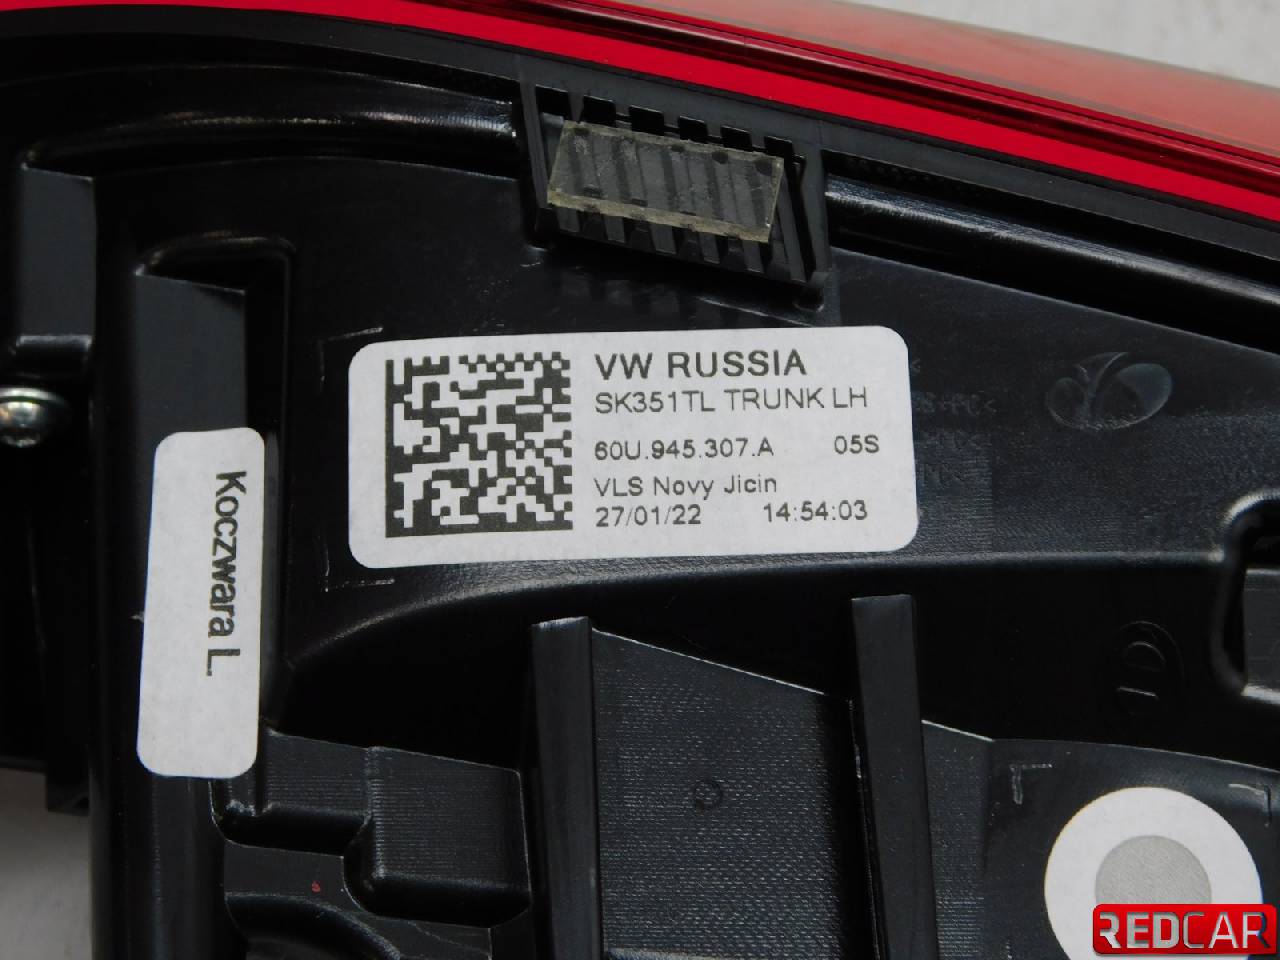 VW RUSSIA
SK351TL TRUNK LH
60U.945.307.A 05S
VLS Novy Jicin
27/01/22 14:54:03
Koczwara L.
REDCAR